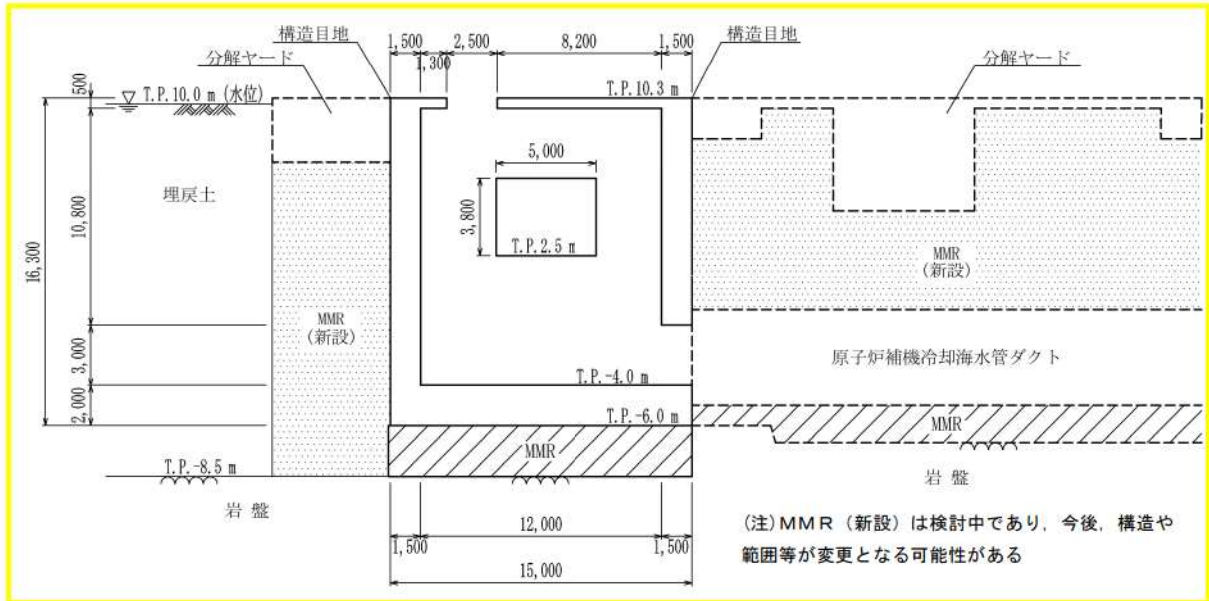 構造目地
1,500
2,500
8,200
1,500
構造目地
分解ヤード
1,300
分解ヤード
500
T.P.10.0 m (水位)
T.P.10.3 m
5,000
埋戻土
10,800
3,800
T.P.2.5 m
16,300
MMR
(新設)
MMR
(新設)
3,000
原子炉補機冷却海水管ダクト
T.P.-4.0 m
2,000
T.P.-6.0 m
MMR
MMR
T.P.-8.5 m
岩 盤
岩 盤
12,000
1,500
1,500
15,000
(注)MMR(新設)は検討中であり，今後，構造や
範囲等が変更となる可能性がある